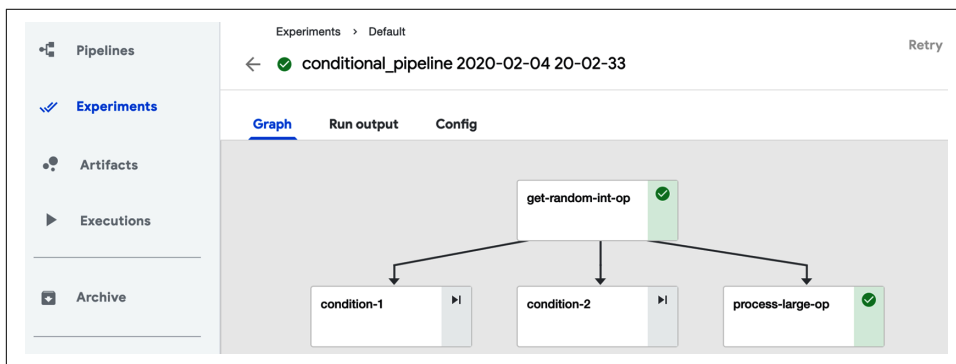 Pipelines
Experiments
Artifacts
Executions
Archive
Experiments > Default
conditional_pipeline 2020-02-04 20-02-33
Retry
Graph Run output Config
get-random-int-op
condition-1 condition-2 process-large-op